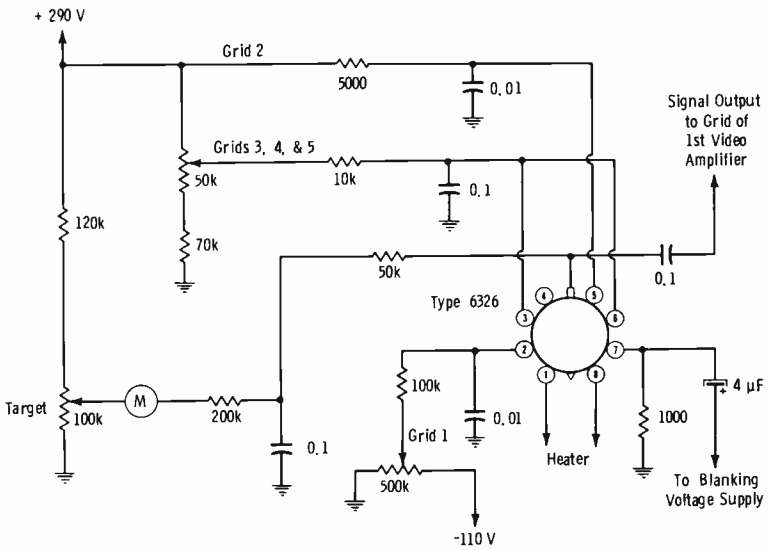 + 290 V
Grid 2
5000
0.01
Signal Output
to Grid of
1st Video
Amplifier
Grids 3, 4, & 5
50k
10k
0.1
120k
70k
50k
0.1
Type 6326
4
5
3
6
2
7
1
8
Target
100k
M
200k
0.1
100k
0.01
Grid 1
500k
-110 V
Heater
1000
+
4 μF
To Blanking
Voltage Supply